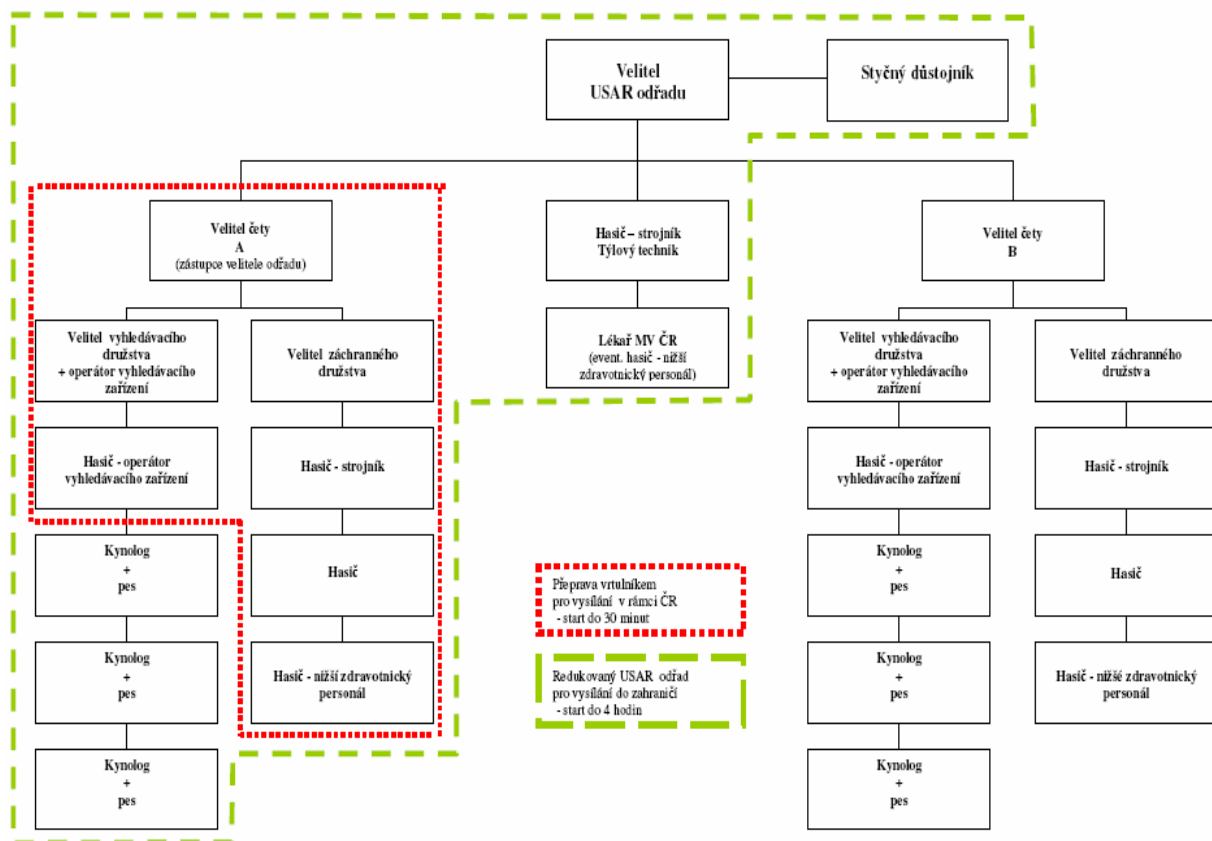 Velitel
USAR odřadu
Styčný důstojník
Velitel čety
A
(zástupce velitele odřadu)
Hasič – strojník
Týlový technik
Velitel čety
B
Velitel vyhledávacího
družstva
+ operátor vyhledávacího
zařízení
Velitel záchranného
družstva
Lékař MV ČR
(event. hasič - nižší
zdravotnický personál)
Velitel vyhledávacího
družstva
+ operátor vyhledávacího
zařízení
Velitel záchranného
družstva
Hasič - operátor
vyhledávacího zařízení
Hasič - strojník
Hasič - operátor
vyhledávacího zařízení
Hasič - strojník
Kynolog
+
pes
Hasič
Přeprava vrtulníkem
pro vysílání v rámci ČR
- start do 30 minut
Kynolog
+
pes
Hasič
Kynolog
+
pes
Hasič - nižší zdravotnický
personál
Redukovaný USAR odřad
pro vysílání do zahraničí
- start do 4 hodin
Kynolog
+
pes
Hasič - nižšé zdravotnický
personál
Kynolog
+
pes
Kynolog
+
pes